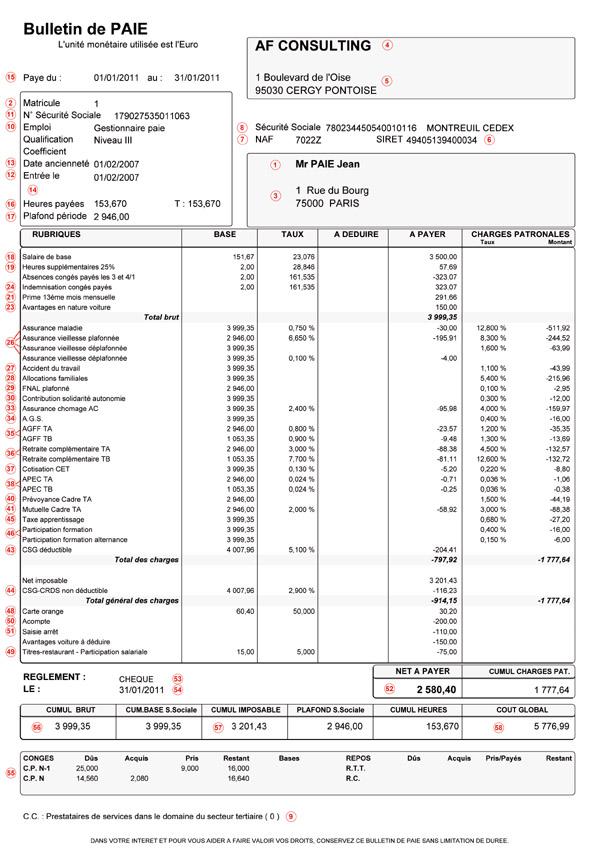 Bulletin de PAIE
L'unité monétaire utilisée est l'Euro
AF CONSULTING 4
1 Boulevard de l'Oise 5
95030 CERGY PONTOISE
15 Paye du : 01/01/2011 au : 31/01/2011
2 Matricule 1
11 N° Sécurité Sociale 179027535011063
10 Emploi Gestionnaire paie
Qualification Niveau III
Coefficient
13 Date ancienneté 01/02/2007
12 Entrée le 01/02/2007
14
16 Heures payées 153,670 T : 153,670
17 Plafond période 2 946,00
8 Sécurité Sociale 780234450540010116 MONTREUIL CEDEX
7 NAF 7022Z SIRET 49405139400034 6
1 Mr PAIE Jean
3 1 Rue du Bourg
75000 PARIS
RUBRIQUES BASE TAUX A DEDUIRE A PAYER CHARGES PATRONALES
Taux Montant
18 Salaire de base 151,67 23,076 3 500,00
19 Heures supplémentaires 25% 2,00 28,846 57,69
Absences congés payés les 3 et 4/1 2,00 161,535 -323,07
24 Indemnisation congés payés 2,00 161,535 323,07
21 Prime 13ème mois mensuelle 291,66
23 Avantages en nature voiture 150,00
Total brut 3 999,35
26 Assurance maladie 3 999,35 0,750 % -30,00 12,800 % -511,92
Assurance vieillesse plafonnée 2 946,00 6,650 % -195,91 8,300 % -244,52
Assurance vieillesse déplafonnée 3 999,35 1,600 % -63,99
Assurance vieillesse déplafonnée 3 999,35 0,100 % -4,00
27 Accident du travail 3 999,35 1,100 % -43,99
28 Allocations familiales 3 999,35 5,400 % -215,96
29 FNAL plafonné 2 946,00 0,100 % -2,95
30 Contribution solidarité autonomie 3 999,35 0,300 % -12,00
33 Assurance chomage AC 3 999,35 2,400 % -95,98 4,000 % -159,97
34 A.G.S. 3 999,35 0,400 % -16,00
35 AGFF TA 2 946,00 0,800 % -23,57 1,200 % -35,35
AGFF TB 1 053,35 0,900 % -9,48 1,300 % -13,69
36 Retraite complémentaire TA 2 946,00 3,000 % -88,38 4,500 % -132,57
Retraite complémentaire TB 1 053,35 7,700 % -81,11 12,600 % -132,72
37 Cotisation CET 3 999,35 0,130 % -5,20 0,220 % -8,80
38 APEC TA 2 946,00 0,024 % -0,71 0,036 % -1,06
APEC TB 1 053,35 0,024 % -0,25 0,036 % -0,38
40 Prévoyance Cadre TA 2 946,00 1,500 % -44,19
41 Mutuelle Cadre TA 2 946,00 2,000 % -58,92 3,000 % -88,38
45 Taxe apprentissage 3 999,35 0,680 % -27,20
46 Participation formation 3 999,35 0,400 % -16,00
Participation formation alternance 3 999,35 0,150 % -6,00
43 CSG déductible 4 007,96 5,100 % -204,41
Total des charges -797,92 -1 777,64
Net imposable 3 201,43
44 CSG-CRDS non déductible 4 007,96 2,900 % -116,23
Total général des charges -914,15 -1 777,64
48 Carte orange 60,40 50,000 30.20
50 Acompte -200.00
51 Saisie arrêt -110,00
Avantages voiture à déduire -150.00
49 Titres-restaurant - Participation salariale 15,00 5,000 -75,00
REGLEMENT : CHEQUE 53
LE : 31/01/2011 54
NET A PAYER CUMUL CHARGES PAT.
52 2 580,40 1 777,64
CUMUL BRUT CUM.BASE S.Sociale CUMUL IMPOSABLE PLAFOND S.Sociale CUMUL HEURES COUT GLOBAL
56 3 999,35 3 999,35 57 3 201,43 2 946,00 153,670 58 5 776,99
CONGES Dûs Acquis Pris Restant Bases REPOS Dûs Acquis Pris/Payés Restant
55 C.P. N-1 25,000 9,000 16,000 R.T.T.
C.P. N 14,560 2,080 16,640 R.C.
C.C. : Prestataires de services dans le domaine du secteur tertiaire ( 0 ) 9
DANS VOTRE INTERET ET POUR VOUS AIDER A FAIRE VALOIR VOS DROITS, CONSERVEZ CE BULLETIN DE PAIE SANS LIMITATION DE DUREE.